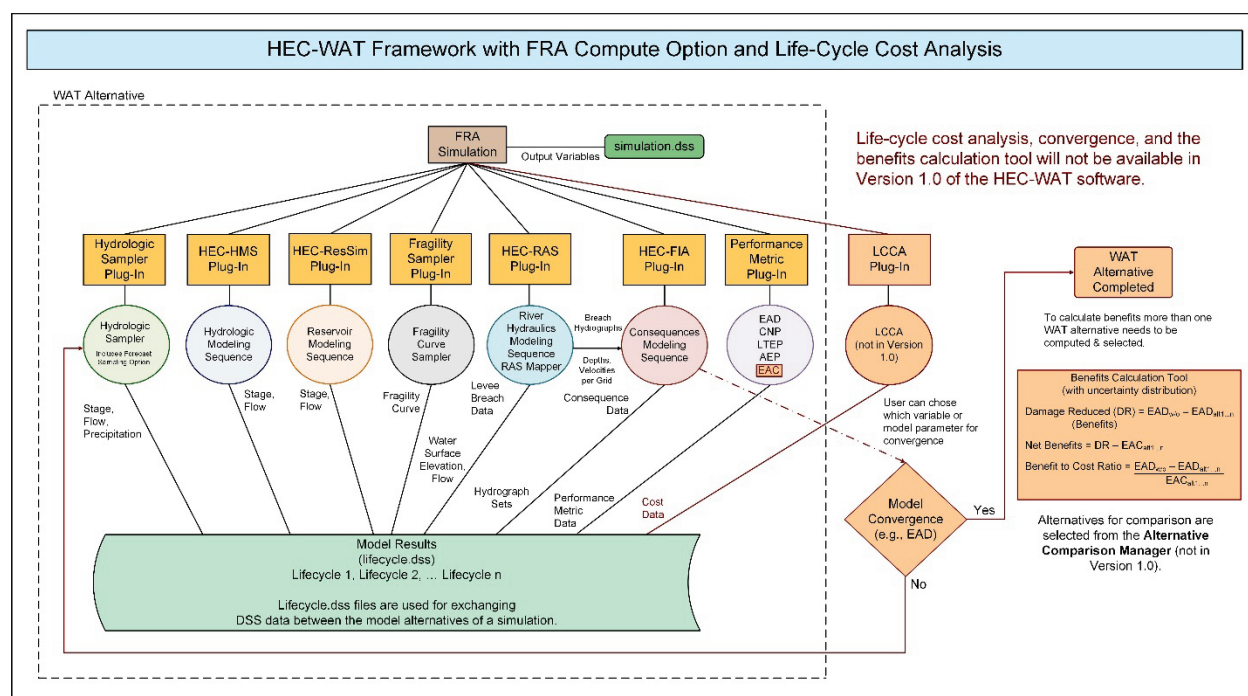 HEC-WAT Framework with FRA Compute Option and Life-Cycle Cost Analysis
WAT Alternative
FRA
Simulation
Output Variables
simulation.dss
Life-cycle cost analysis, convergence, and the
benefits calculation tool will not be available in
Version 1.0 of the HEC-WAT software.
Hydrologic
Sampler
Plug-In
HEC-HMS
Plug-In
HEC-ResSim
Plug-In
Fragility
Sampler
Plug-In
HEC-RAS
Plug-In
HEC-FIA
Plug-In
Performance
Metric
Plug-In
LCCA
Plug-In
WAT
Alternative
Completed
Hydrologic
Sampler
Includes Forecast
Sampling Option
Hydrologic
Modeling
Sequence
Reservoir
Modeling
Sequence
Fragility
Curve
Sampler
River
Hydraulics
Modeling
Sequence
RAS Mapper
Breach
Hydrographs
Depths,
Velocities
per Grid
Consequences
Modeling
Sequence
EAD
CNP
LTEP
AEP
EAC
LCCA
(not in Version
1.0)
To calculate benefits more than one
WAT alternative needs to be
computed & selected.
Stage,
Flow,
Precipitation
Stage,
Flow
Stage,
Flow
Fragility
Curve
Levee
Breach
Data
Consequence
Data
Water
Surface
Elevation,
Flow
Hydrograph
Sets
Performance
Metric
Data
Cost
Data
User can chose
which variable or
model parameter for
convergence
Benefits Calculation Tool
(with uncertainty distribution)
Damage Reduced (DR) = EADw/o – EADalt1...n
(Benefits)
Net Benefits = DR – EACalt1...n
Benefit to Cost Ratio = EADw/o – EADalt1...n
EACalt1...n
Model
Convergence
(e.g., EAD)
Yes
No
Alternatives for comparison are
selected from the Alternative
Comparison Manager (not in
Version 1.0).
Model Results
(lifecycle.dss)
Lifecycle 1, Lifecycle 2, … Lifecycle n
Lifecycle.dss files are used for exchanging
DSS data between the model alternatives of a simulation.